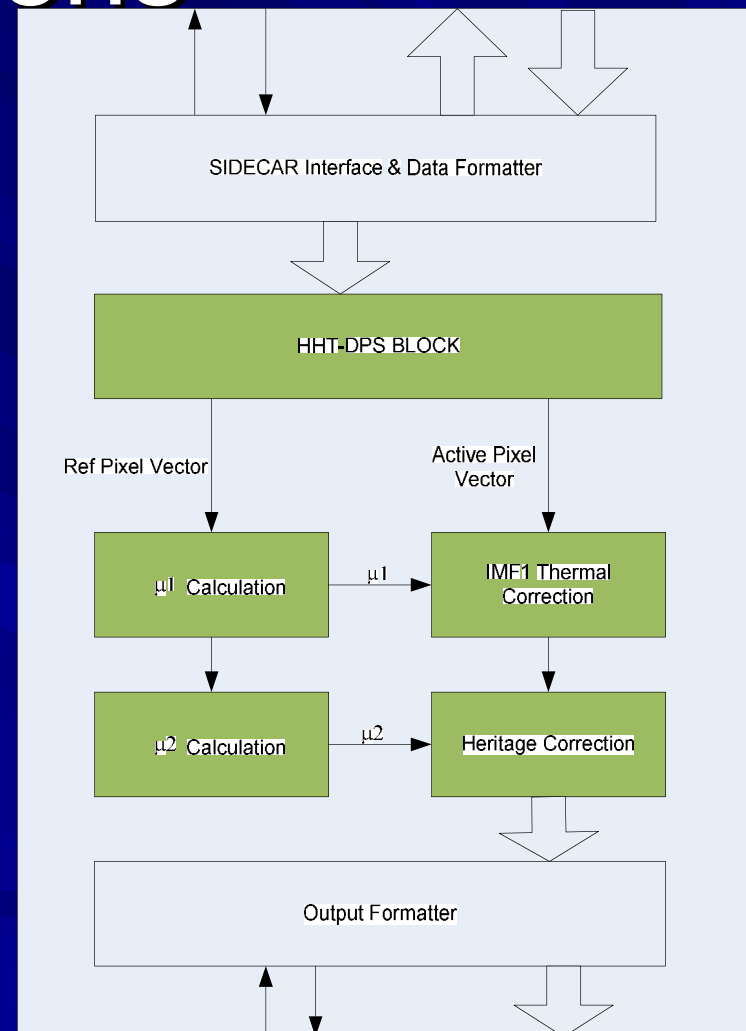 SIDECAR Interface & Data Formatter
HHT-DPS BLOCK
Ref Pixel Vector
Active Pixel
Vector
μ1 Calculation
μ1
IMF1 Thermal
Correction
μ2 Calculation
μ2
Heritage Correction
Output Formatter